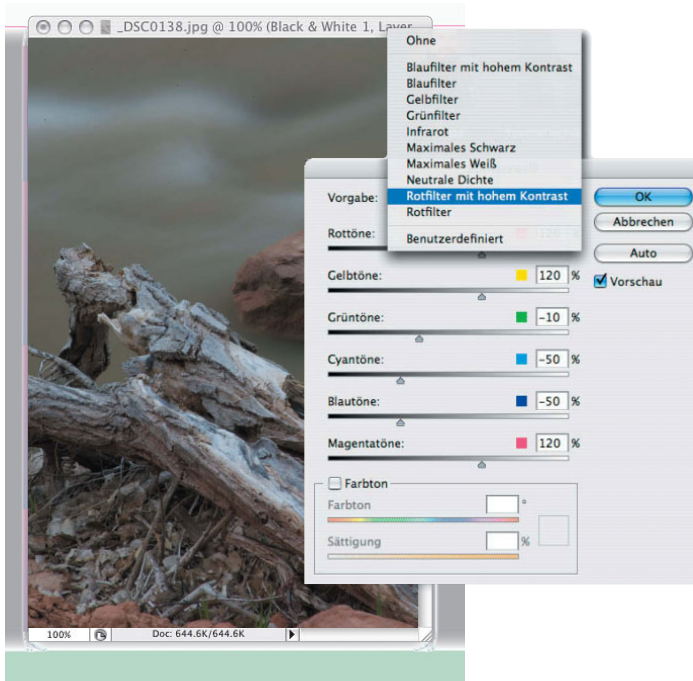 _DSC0138.jpg @ 100% (Black & White 1, Layer
Ohne
Blaufilter mit hohem Kontrast
Blaufilter
Gelbfilter
Grünfilter
Infrarot
Maximales Schwarz
Maximales Weiß
Neutrale Dichte
Rotfilter mit hohem Kontrast
Rotfilter
Benutzerdefiniert
Vorgabe:
OK
Abbrechen
Auto
Vorschau
Rottöne:
Gelbtöne: 120 %
Grüntöne: -10 %
Cyantöne: -50 %
Blautöne: -50 %
Magentatöne: 120 %
Farbton
Farbton °
Sättigung %
100% Doc: 644.6K/644.6K